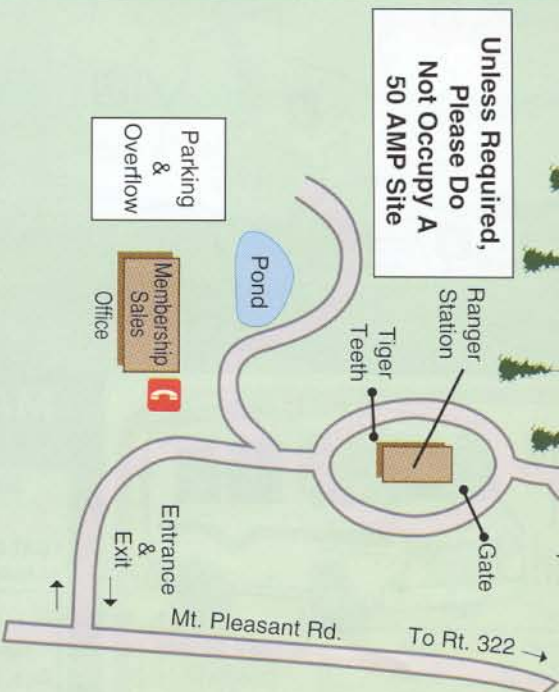 Unless Required,
Please Do
Not Occupy A
50 AMP Site
Ranger
Station
Tiger
Teeth
Gate
Parking
&
Overflow
Pond
Membership
Sales
Office
Entrance
&
Exit
Mt. Pleasant Rd.
To Rt. 322